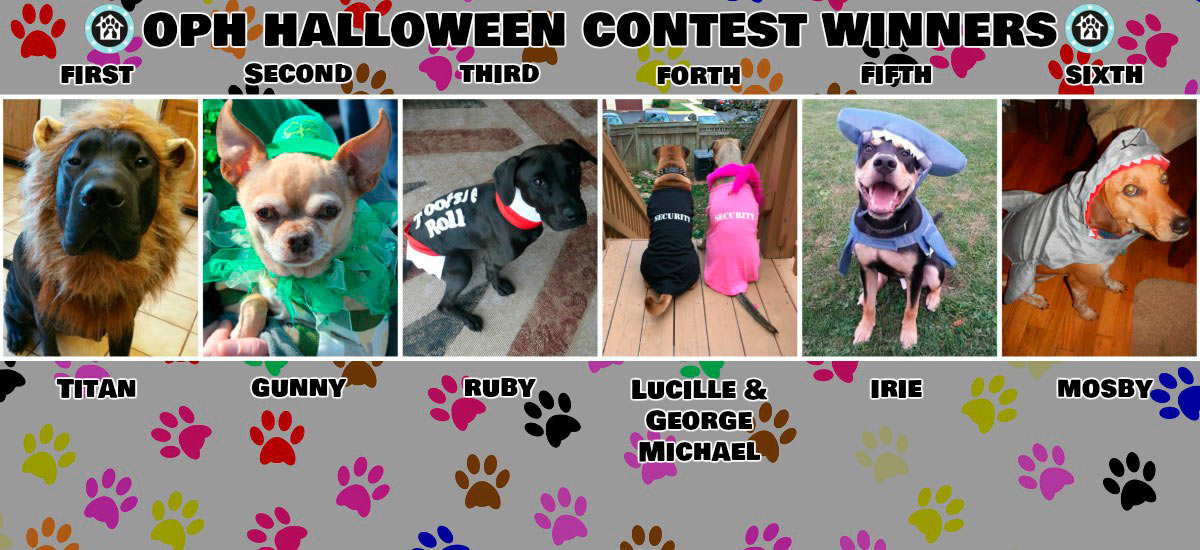 OPH HALLOWEEN CONTEST WINNERS
FIRST SECOND THIRD FORTH FIFTH SIXTH
TOOTSIE
ROLL
SECURITY SECURITY
TITAN GUNNY RUBY LUCILLE & IRIE MOSBY
GEORGE
MICHAEL